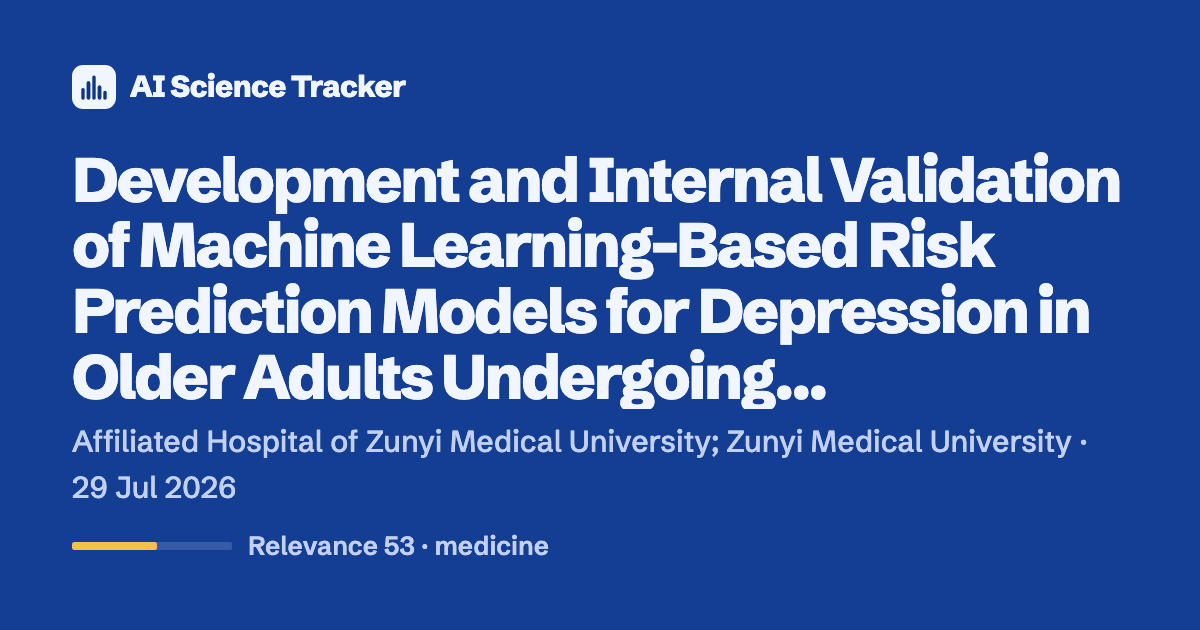 AI Science Tracker
Development and Internal Validation
of Machine Learning-Based Risk
Prediction Models for Depression in
Older Adults Undergoing...
Affiliated Hospital of Zunyi Medical University; Zunyi Medical University ·
29 Jul 2026
Relevance 53 · medicine